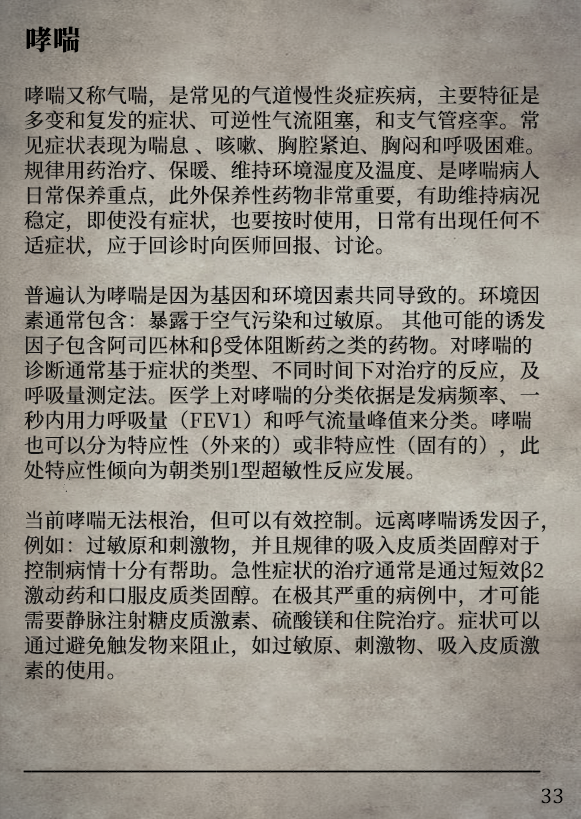 哮喘
哮喘又称气喘，是常见的气道慢性炎症疾病，主要特征是
多变和复发的症状、可逆性气流阻塞，和支气管痉挛。常
见症状表现为喘息 、咳嗽、胸腔紧迫、胸闷和呼吸困难。
规律用药治疗、保暖、维持环境湿度及温度、是哮喘病人
日常保养重点，此外保养性药物非常重要，有助维持病况
稳定，即使没有症状，也要按时使用，日常有出现任何不
适症状，应于回诊时向医师回报、讨论。
普遍认为哮喘是因为基因和环境因素共同导致的。环境因
素通常包含：暴露于空气污染和过敏原。 其他可能的诱发
因子包含阿司匹林和β受体阻断药之类的药物。对哮喘的
诊断通常基于症状的类型、不同时间下对治疗的反应，及
呼吸量测定法。医学上对哮喘的分类依据是发病频率、一
秒内用力呼吸量（FEV1）和呼气流量峰值来分类。哮喘
也可以分为特应性（外来的）或非特应性（固有的），此
处特应性倾向为朝类别1型超敏性反应发展。
当前哮喘无法根治，但可以有效控制。远离哮喘诱发因子，
例如：过敏原和刺激物，并且规律的吸入皮质类固醇对于
控制病情十分有帮助。急性症状的治疗通常是通过短效β2
激动药和口服皮质类固醇。在极其严重的病例中，才可能
需要静脉注射糖皮质激素、硫酸镁和住院治疗。症状可以
通过避免触发物来阻止，如过敏原、刺激物、吸入皮质激
素的使用。
33